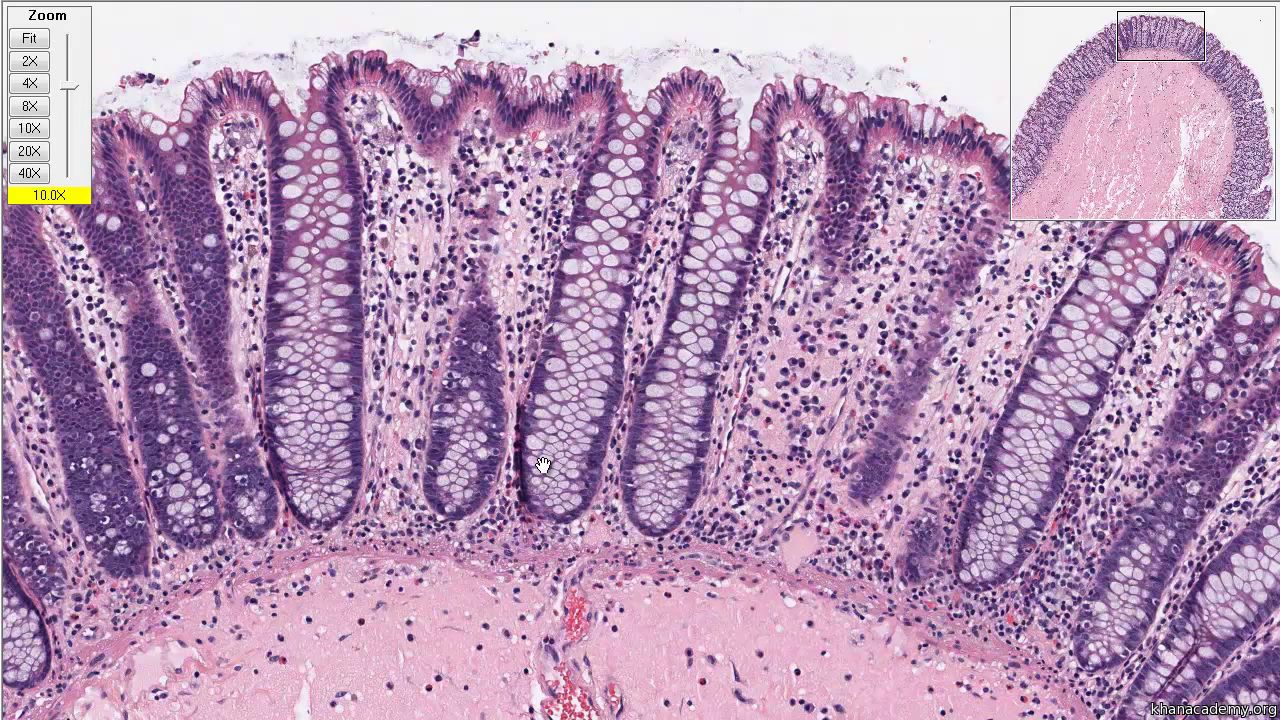 Zoom
Fit
2X
4X
8X
10X
20X
40X
10.0X
khanacademy.org